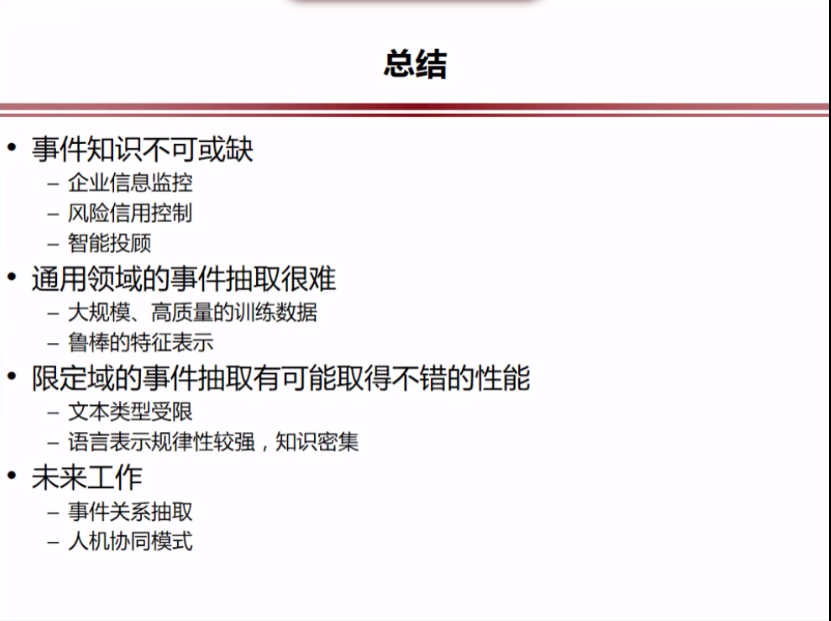 总结
• 事件知识不可或缺
– 企业信息监控
– 风险信用控制
– 智能投顾
• 通用领域的事件抽取很难
– 大规模、高质量的训练数据
– 鲁棒的特征表示
• 限定域的事件抽取有可能取得不错的性能
– 文本类型受限
– 语言表示规律性较强，知识密集
• 未来工作
– 事件关系抽取
– 人机协同模式